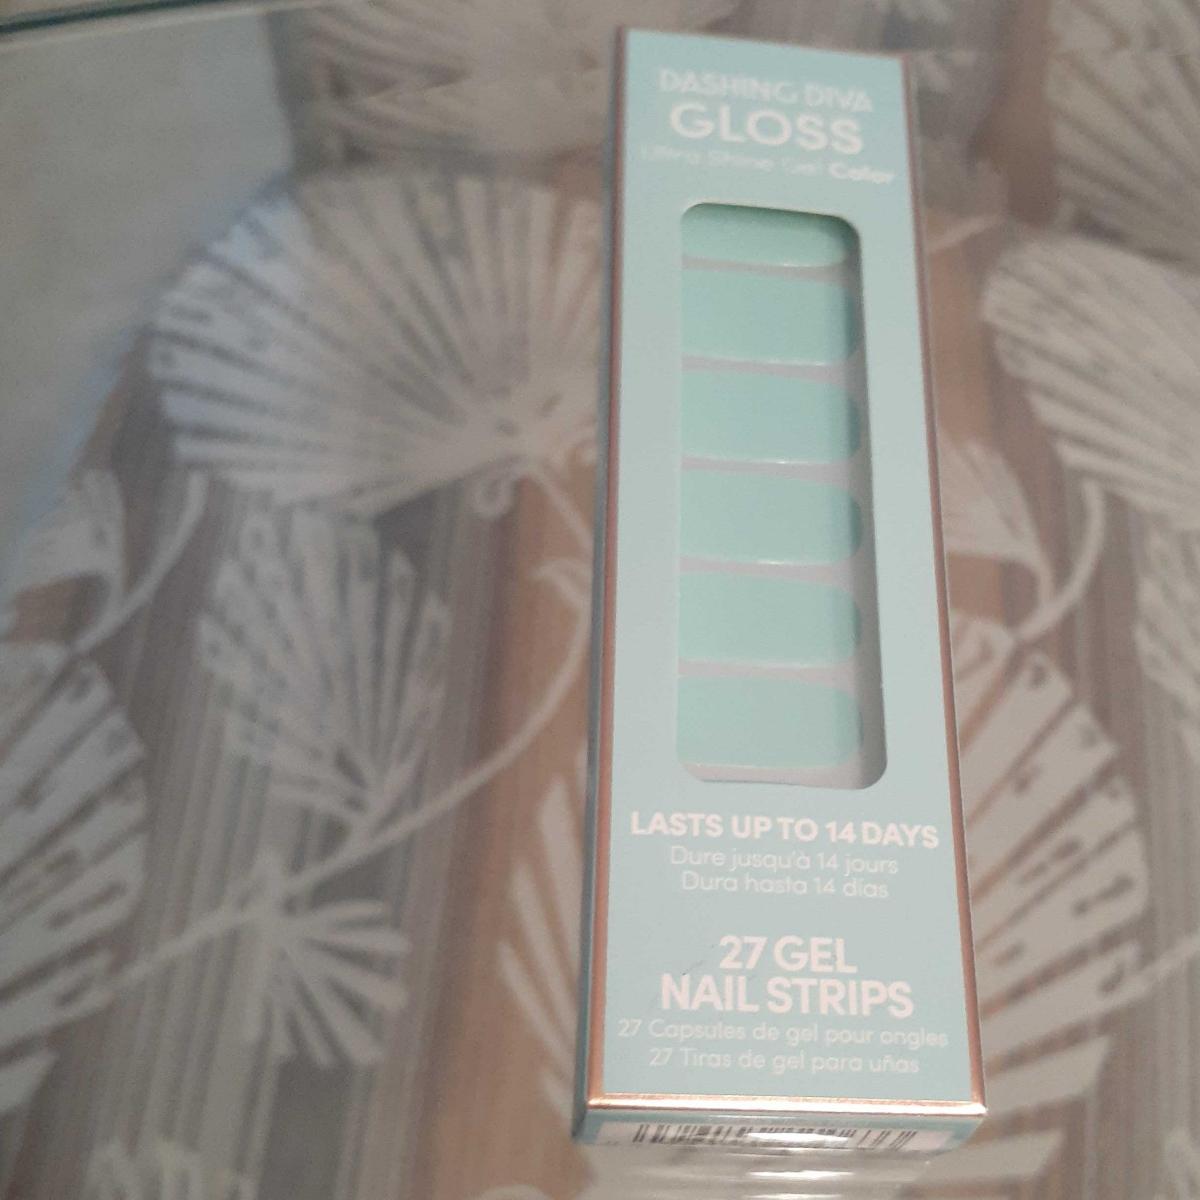 DASHING DIVA
GLOSS
Ultra Shine Gel Color
LASTS UP TO 14 DAYS
Dure jusqu'à 14 jours
Dura hasta 14 días
27 GEL
NAIL STRIPS
27 Capsules de gel pour ongles
27 Tiras de gel para uñas